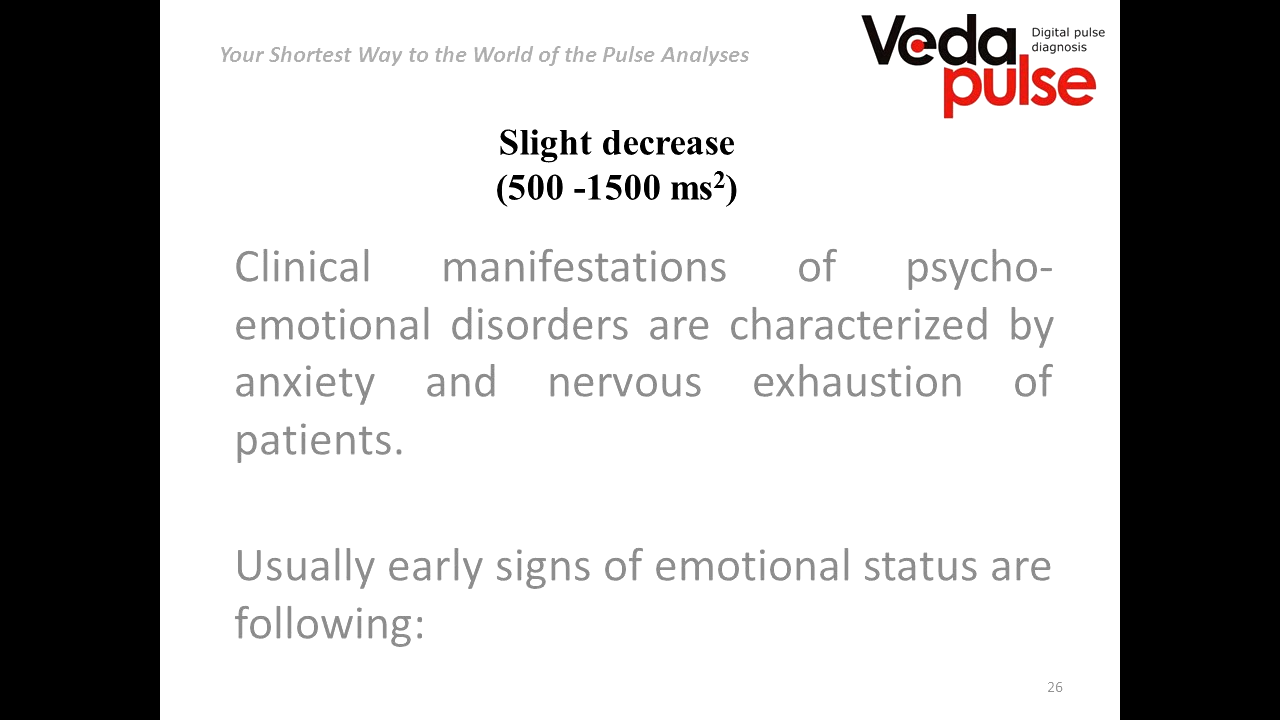 Your Shortest Way to the World of the Pulse Analyses
Veda
pulse
Digital pulse
diagnosis
Slight decrease
(500 -1500 ms²)
Clinical manifestations of psycho-
emotional disorders are characterized by
anxiety and nervous exhaustion of
patients.
Usually early signs of emotional status are
following:
26